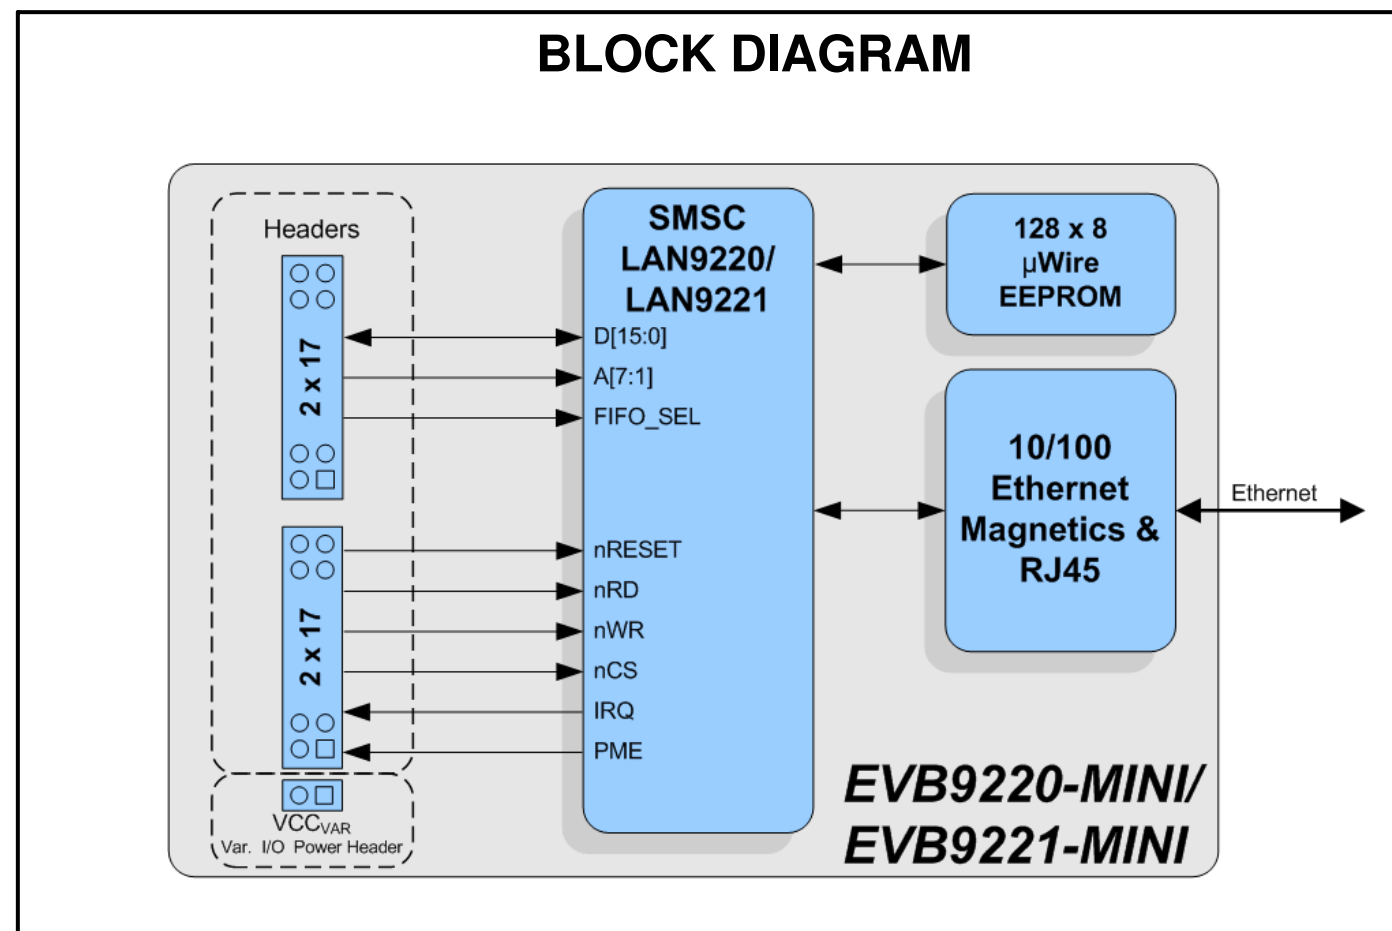 BLOCK DIAGRAM
Headers
2 x 17
2 x 17
VCCVAR
Var. I/O Power Header
SMSC
LAN9220/
LAN9221
D[15:0]
A[7:1]
FIFO_SEL
nRESET
nRD
nWR
nCS
IRQ
PME
128 x 8
µWire
EEPROM
10/100
Ethernet
Magnetics &
RJ45
Ethernet
EVB9220-MINI/
EVB9221-MINI